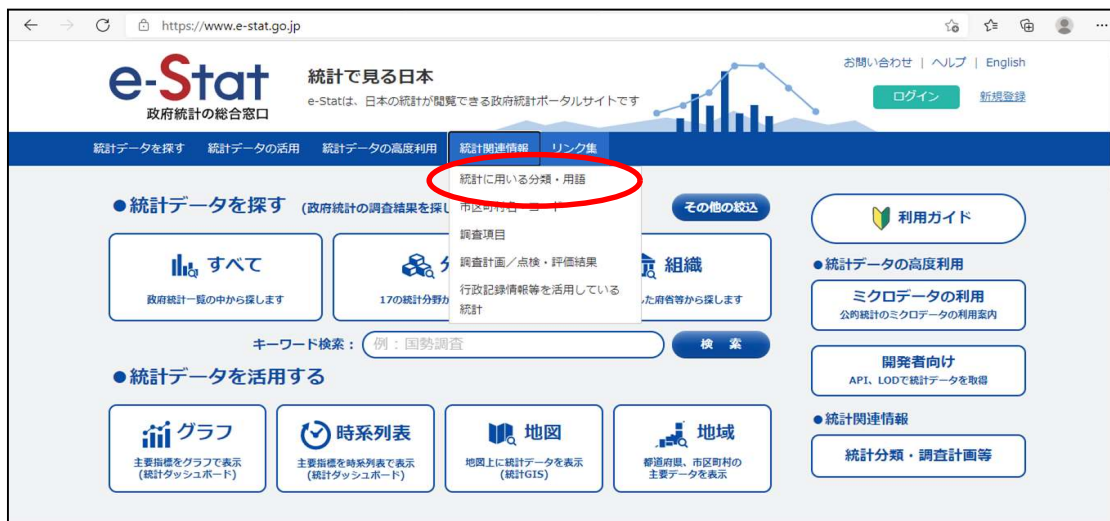 https://www.e-stat.go.jp
e-Stat
政府統計の総合窓口
統計で見る日本
e-Statは、日本の統計が閲覧できる政府統計ポータルサイトです
お問い合わせ | ヘルプ | English
ログイン
新規登録
統計データを探す 統計データの活用 統計データの高度利用 統計関連情報 リンク集
統計に用いる分類・用語
市区町村名・コード
調査項目
調査計画／点検・評価結果
行政記録情報等を活用している
統計
●統計データを探す (政府統計の調査結果を探し
その他の絞込
すべて
政府統計一覧の中から探します
17の統計分野か
組織
た府省等から探します
キーワード検索： 例：国勢調査
検 索
●統計データを活用する
グラフ
主要指標をグラフで表示
(統計ダッシュボード)
時系列表
主要指標を時系列表で表示
(統計ダッシュボード)
地図
地図上に統計データを表示
(統計GIS)
地域
都道府県、市区町村の
主要データを表示
利用ガイド
●統計データの高度利用
ミクロデータの利用
公的統計のミクロデータの利用案内
開発者向け
API、LODで統計データを取得
●統計関連情報
統計分類・調査計画等